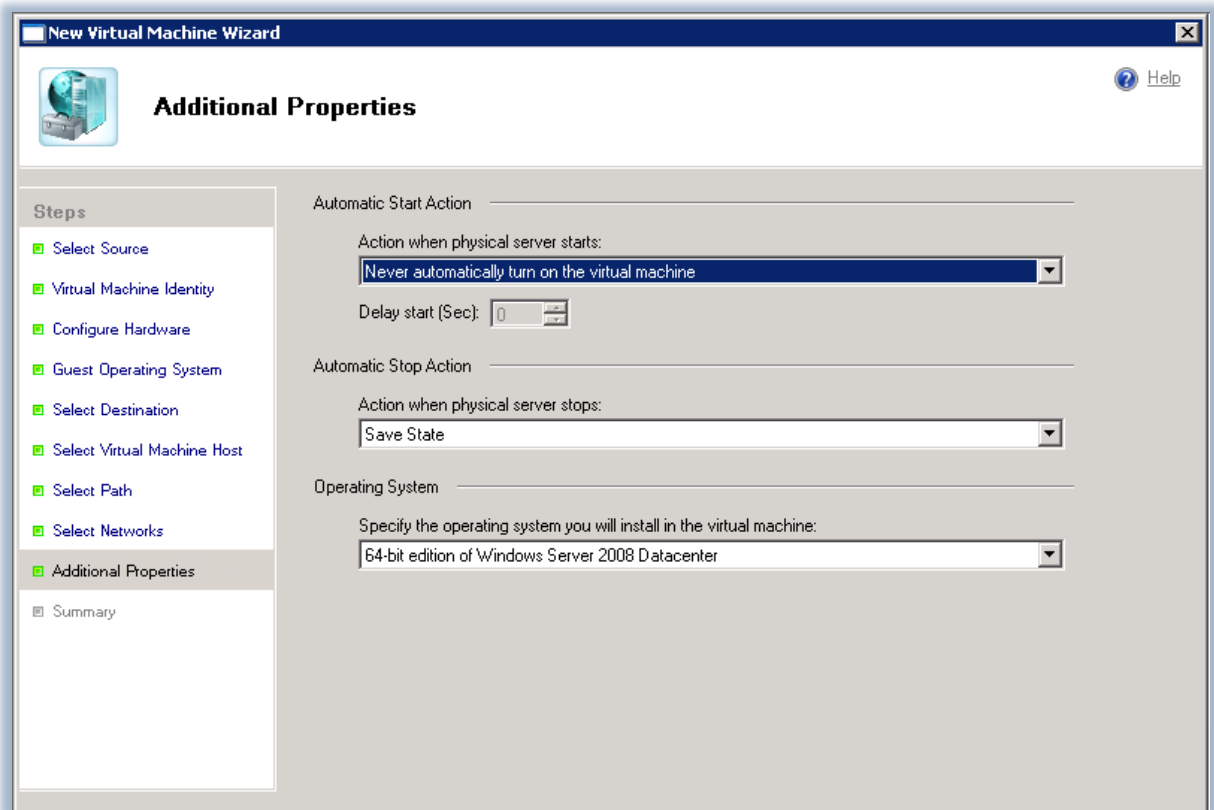 New Virtual Machine Wizard
Help
Additional Properties
Steps
Select Source
Virtual Machine Identity
Configure Hardware
Guest Operating System
Select Destination
Select Virtual Machine Host
Select Path
Select Networks
Additional Properties
Summary
Automatic Start Action
Action when physical server starts:
Never automatically turn on the virtual machine
Delay start (Sec): 0
Automatic Stop Action
Action when physical server stops:
Save State
Operating System
Specify the operating system you will install in the virtual machine:
64-bit edition of Windows Server 2008 Datacenter